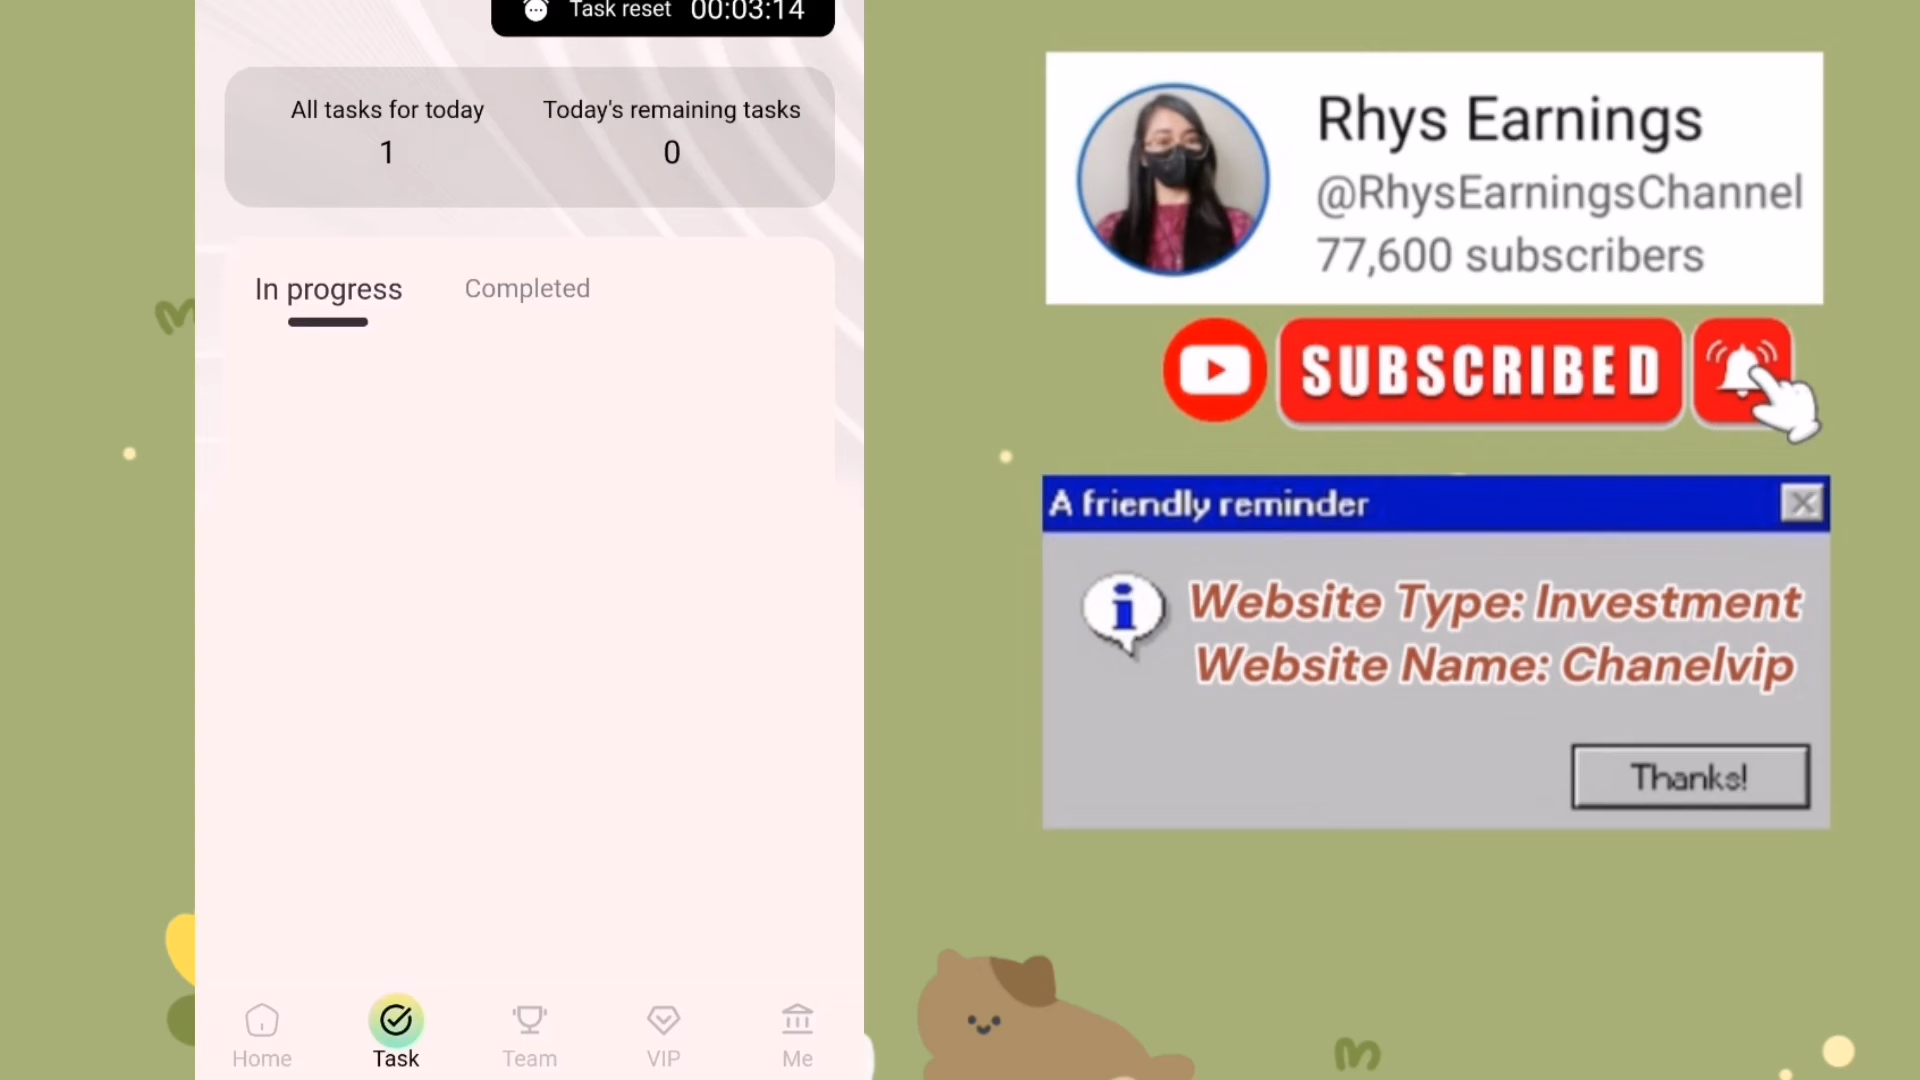 Task reset 00:03:14
All tasks for today
1
Today's remaining tasks
0
In progress
Completed
Home
Task
Team
VIP
Me
Rhys Earnings
@RhysEarningsChannel
77,600 subscribers
SUBSCRIBED
A friendly reminder
Website Type: Investment
Website Name: Chanelvip
Thanks!